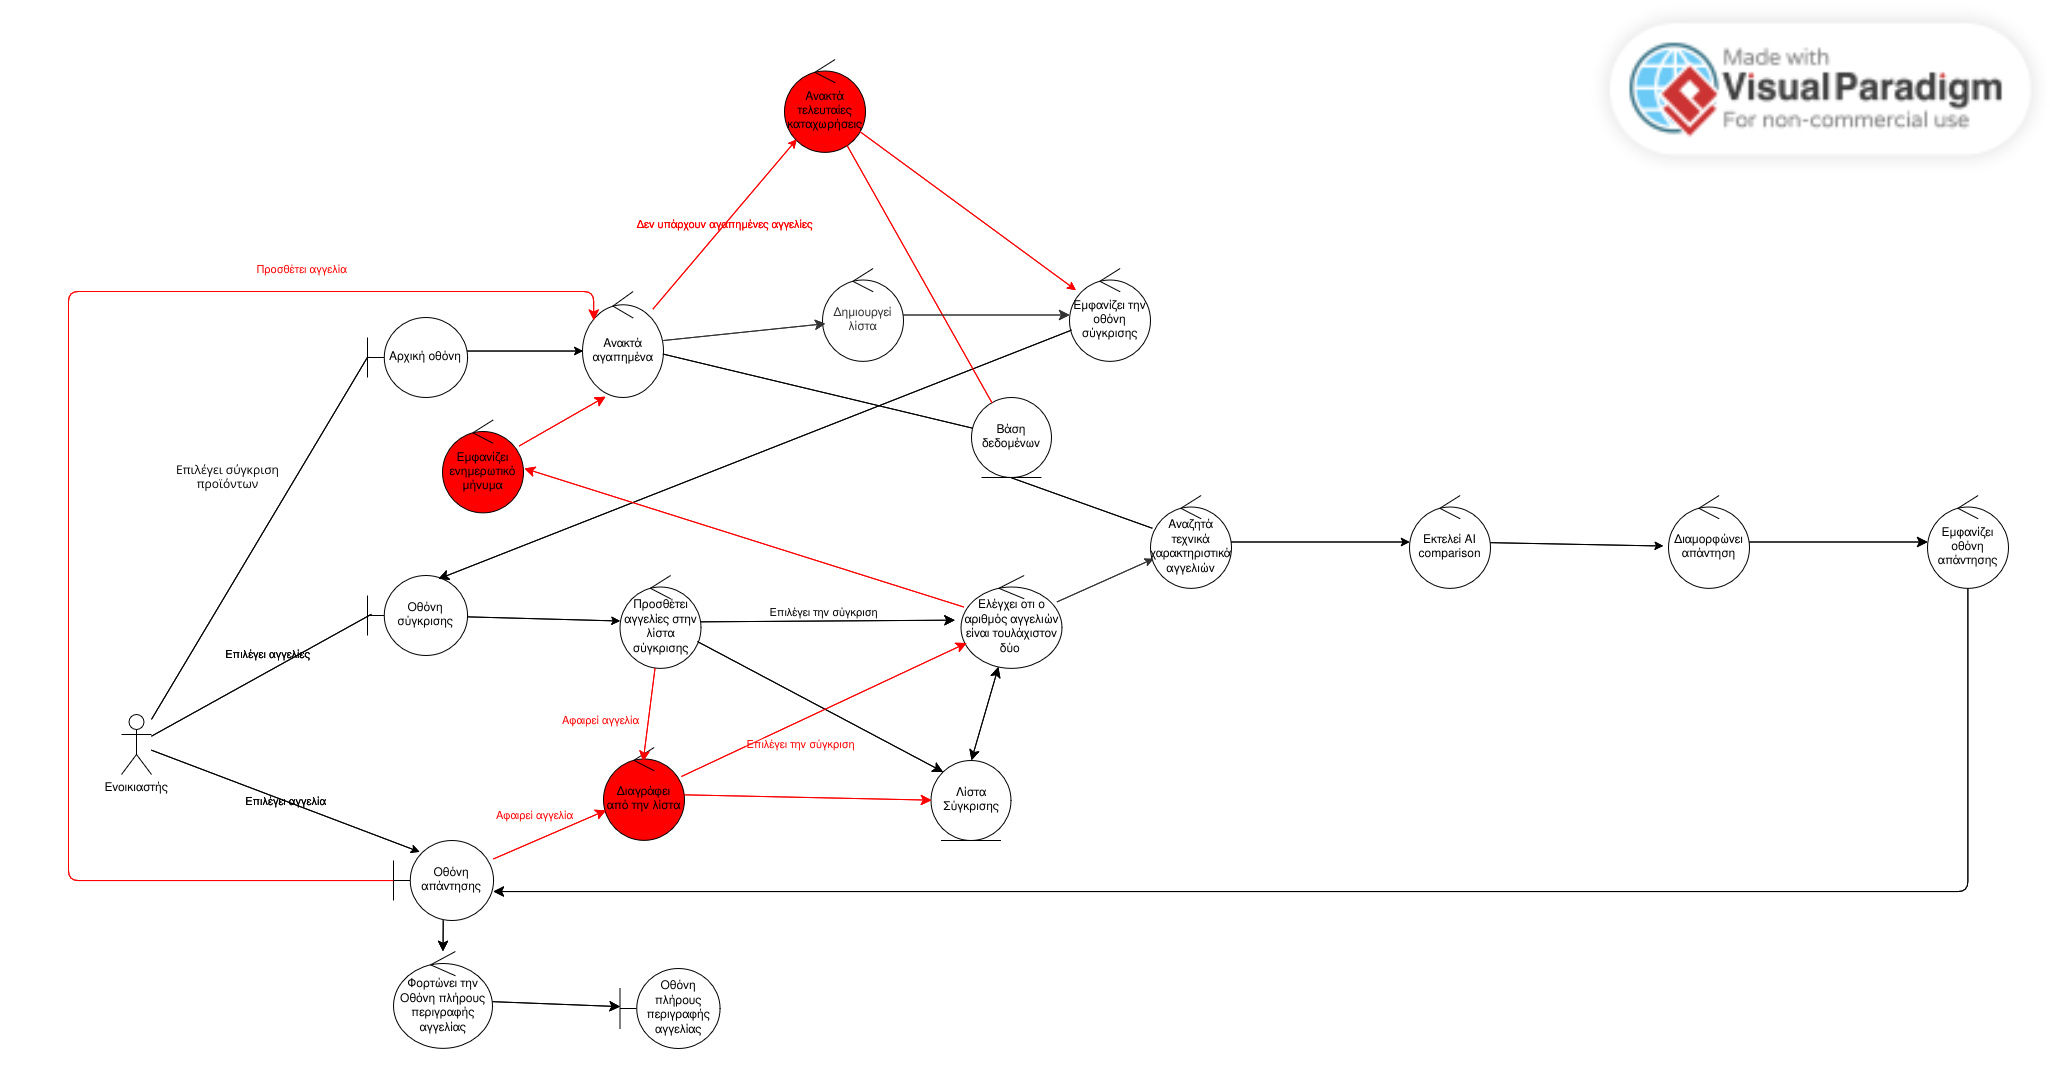 Made with
Visual Paradigm
For non-commercial use
Ανακτά
τελευταίες
καταχωρήσεις
Δεν υπάρχουν αγαπημένες αγγελίες
Προσθέτει αγγελία
Αρχική οθόνη
Ανακτά
αγαπημένα
Δημιουργεί
λίστα
Εμφανίζει την
οθόνη
σύγκρισης
Βάση
δεδομένων
Εμφανίζει
ενημερωτικό
μήνυμα
Επιλέγει σύγκριση
προϊόντων
Αναζητά
τεχνικά
χαρακτηριστικά
αγγελιών
Εκτελεί AI
comparison
Διαμορφώνει
απάντηση
Εμφανίζει
οθόνη
απάντησης
Οθόνη
σύγκρισης
Προσθέτει
αγγελίες στην
λίστα
σύγκρισης
Επιλέγει την σύγκριση
Ελέγχει οτι ο
αριθμός αγγελιών
είναι τουλάχιστον
δύο
Επιλέγει αγγελίες
Αφαιρεί αγγελία
Επιλέγει την σύγκριση
Ενοικιαστής
Διαγράφει
από την λίστα
Λίστα
Σύγκρισης
Επιλέγει αγγελία
Αφαιρεί αγγελία
Οθόνη
απάντησης
Φορτώνει την
Οθόνη πλήρους
περιγραφής
αγγελίας
Οθόνη
πλήρους
περιγραφής
αγγελίας